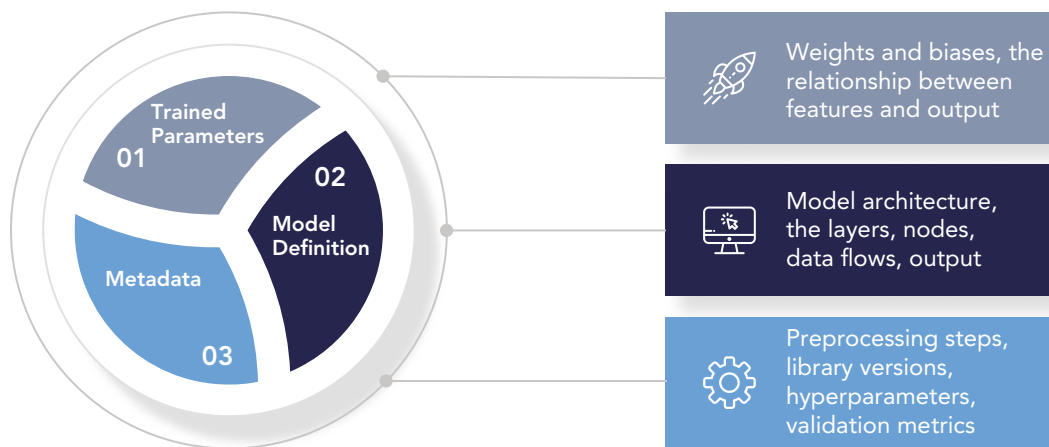 Trained
Parameters
01
02
Model
Definition
Metadata
03
Weights and biases, the
relationship between
features and output
Model architecture,
the layers, nodes,
data flows, output
Preprocessing steps,
library versions,
hyperparameters,
validation metrics